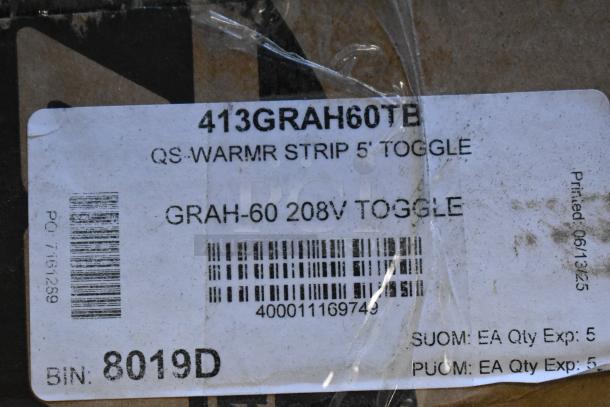 413GRAH60TB
QS-WARMR STRIP 5' TOGGLE
GRAH-60 208V TOGGLE
400011169749
PO: 7161289
Printed: 06/13/25
SUOM: EA Qty Exp: 5
PUOM: EA Qty Exp: 5
BIN: 8019D